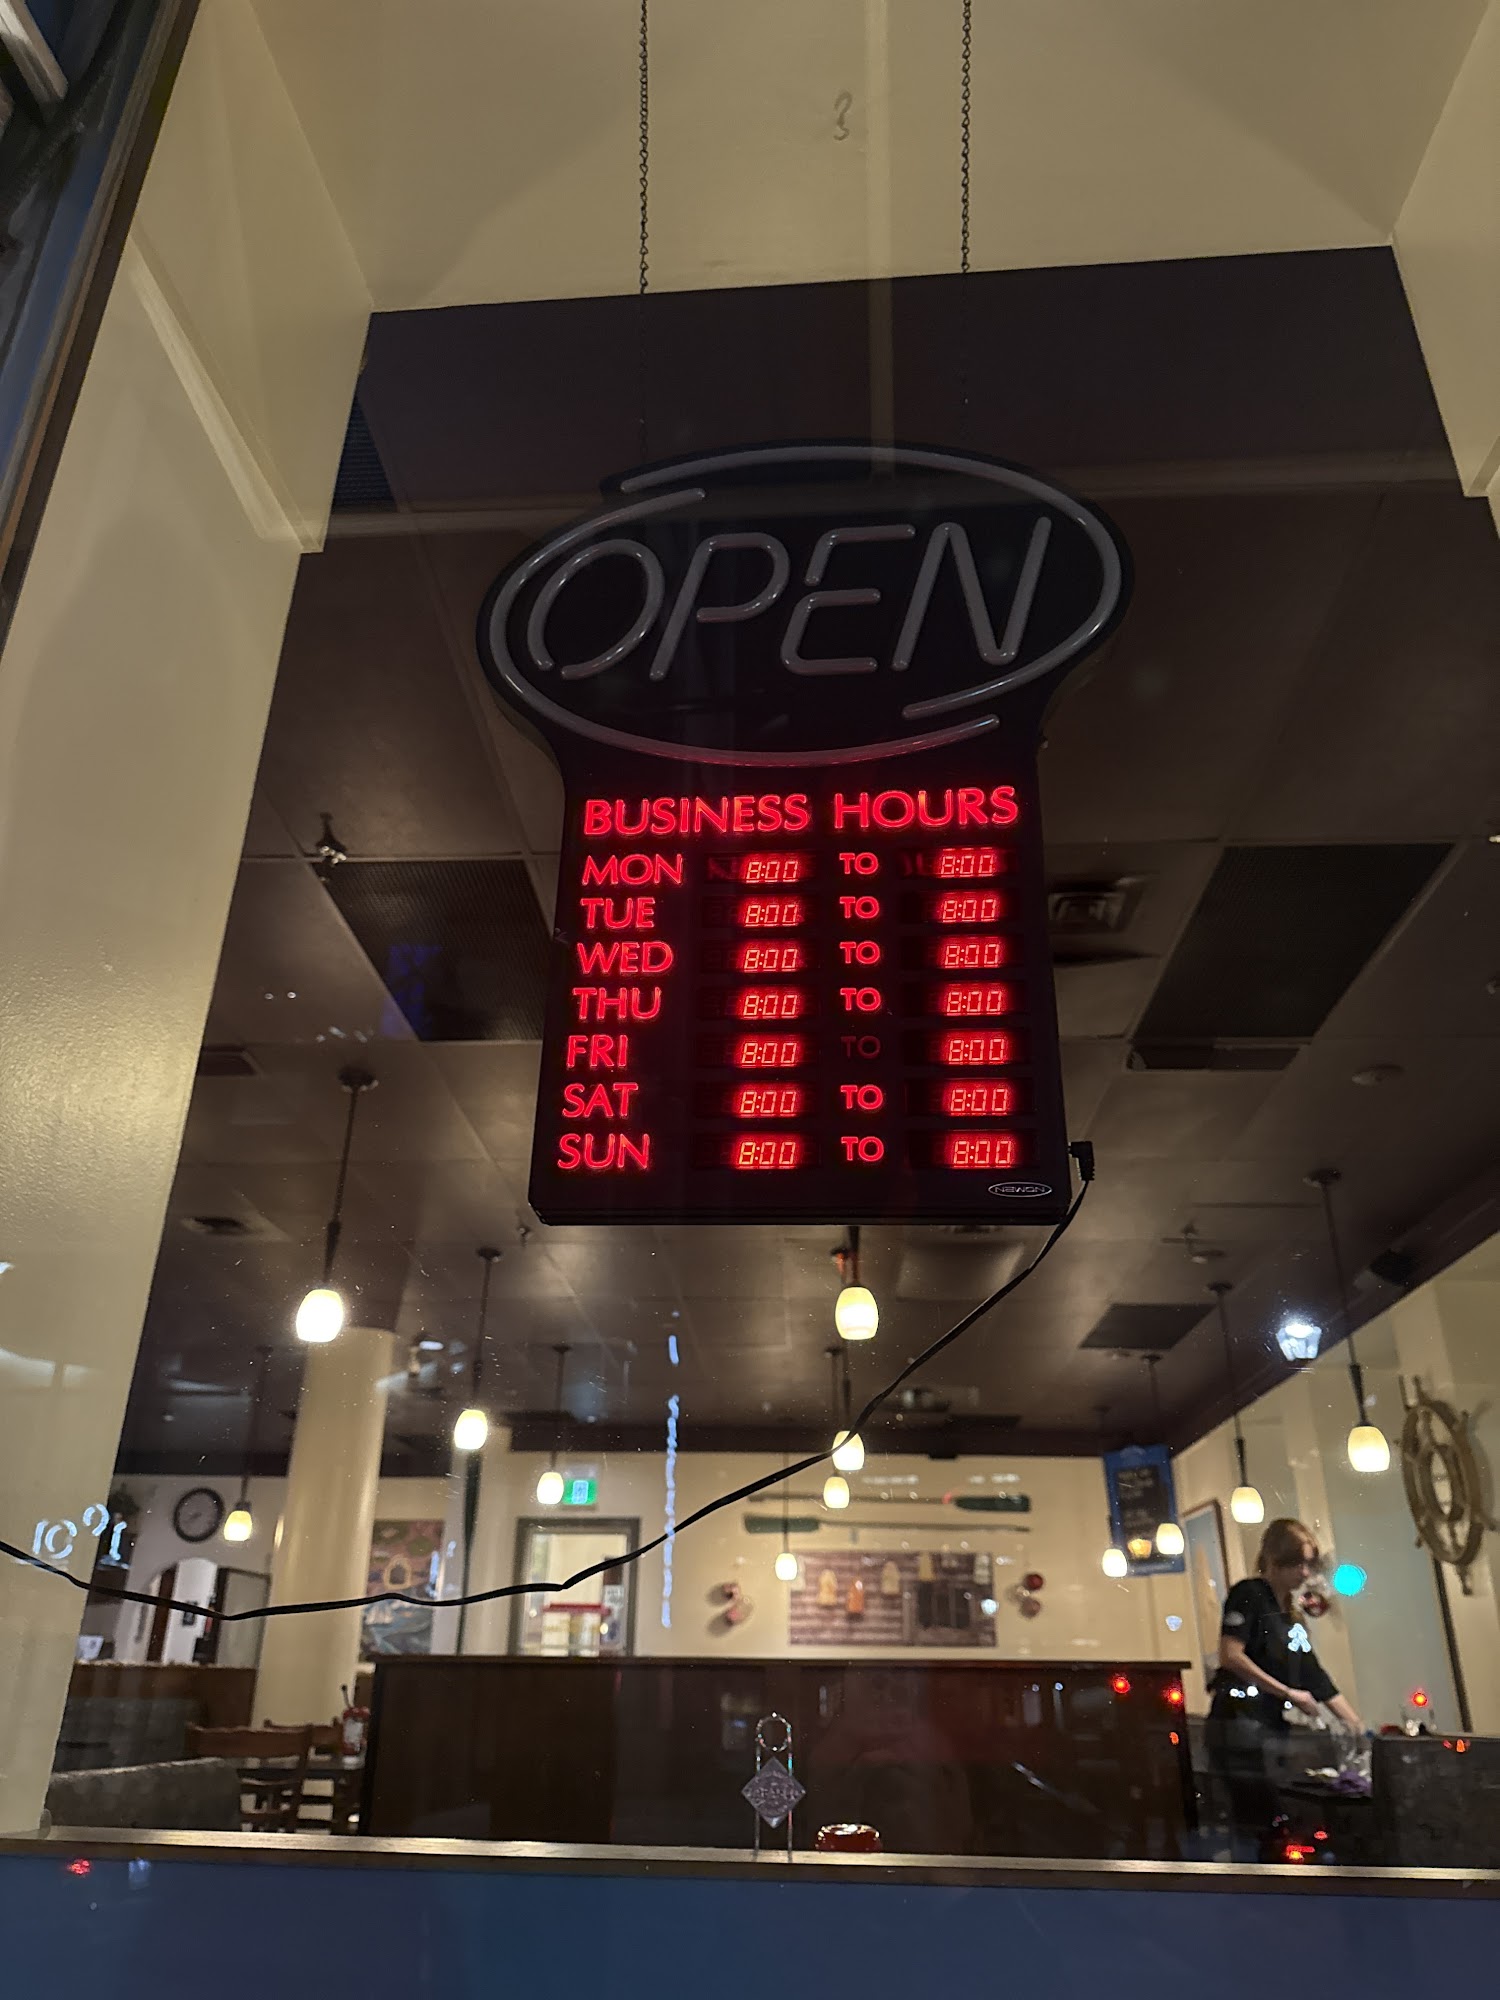 OPEN
BUSINESS HOURS
MON 8:00 TO 8:00
TUE 8:00 TO 8:00
WED 8:00 TO 8:00
THU 8:00 TO 8:00
FRI 8:00 TO 8:00
SAT 8:00 TO 8:00
SUN 8:00 TO 8:00
NEWON